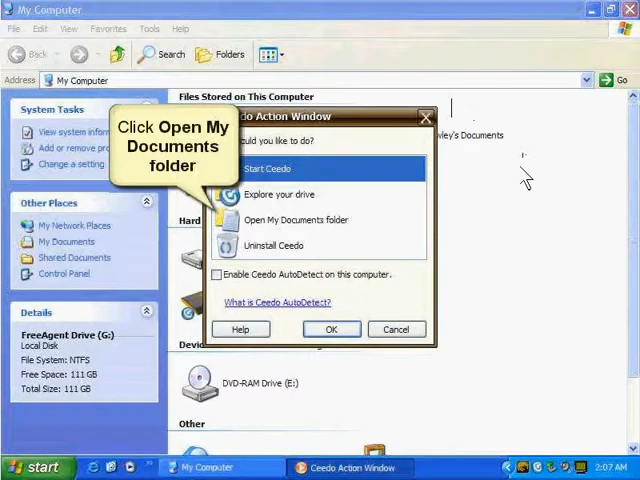 My Computer
File Edit View Favorites Tools Help
Back Search Folders
Address My Computer Go
System Tasks
View system inform
Add or remove pro
Change a setting
Other Places
My Network Places
My Documents
Shared Documents
Control Panel
Details
FreeAgent Drive (G:)
Local Disk
File System: NTFS
Free Space: 111 GB
Total Size: 111 GB
Files Stored on This Computer
wley's Documents
Hard
Devic
DVD-RAM Drive (E:)
Other
Click Open My
Documents
folder
eedo Action Window
ould you like to do?
Start Ceedo
Explore your drive
Open My Documents folder
Uninstall Ceedo
Enable Ceedo AutoDetect on this computer.
What is Ceedo AutoDetect?
Help OK Cancel
start My Computer Ceedo Action Window 2:07 AM